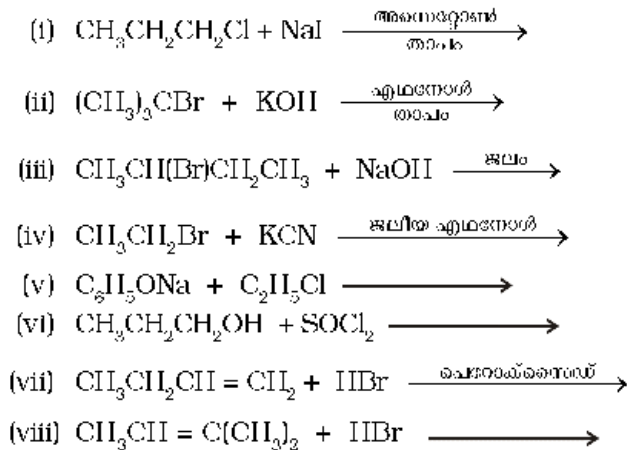 അസെറ്റോൺ
(i) CH₃CH₂CH₂Cl + NaI ⟶
താപം
എഥനോൾ
(ii) (CH₃)₃CBr + KOH ⟶
താപം
(iii) CH₃CH(Br)CH₂CH₃ + NaOH ⟶ ജലം
(iv) CH₃CH₂Br + KCN ⟶ ജലീയ എഥനോൾ
(v) C₆H₅ONa + C₂H₅Cl ⟶
(vi) CH₃CH₂CH₂OH + SOCl₂ ⟶
(vii) CH₃CH₂CH = CH₂ + HBr ⟶ പെറോക്സൈഡ്
(viii) CH₃CH = C(CH₃)₂ + HBr ⟶